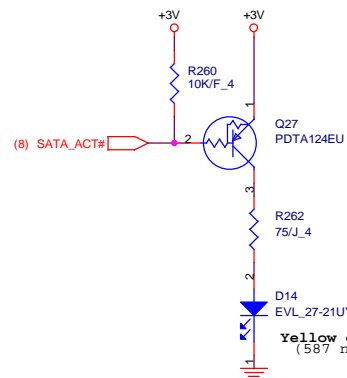 +3V
+3V
R260
10K/F_4
1
Q27
PDTA124EU
(8) SATA_ACT#
2
3
R262
75/J_4
2
D14
EVL_27-21U
Yellow
(587
1